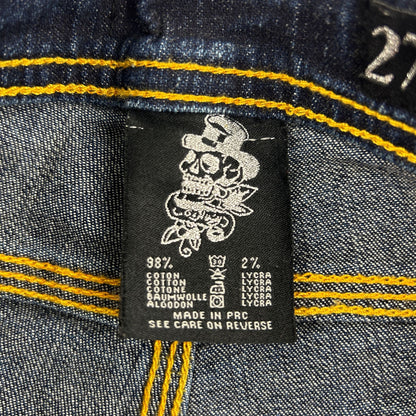 27
98% 2%
COTON LYCRA
COTTON LYCRA
COTONE LYCRA
BAUMWOLLE LYCRA
ALGODON LYCRA
MADE IN PRC
SEE CARE ON REVERSE